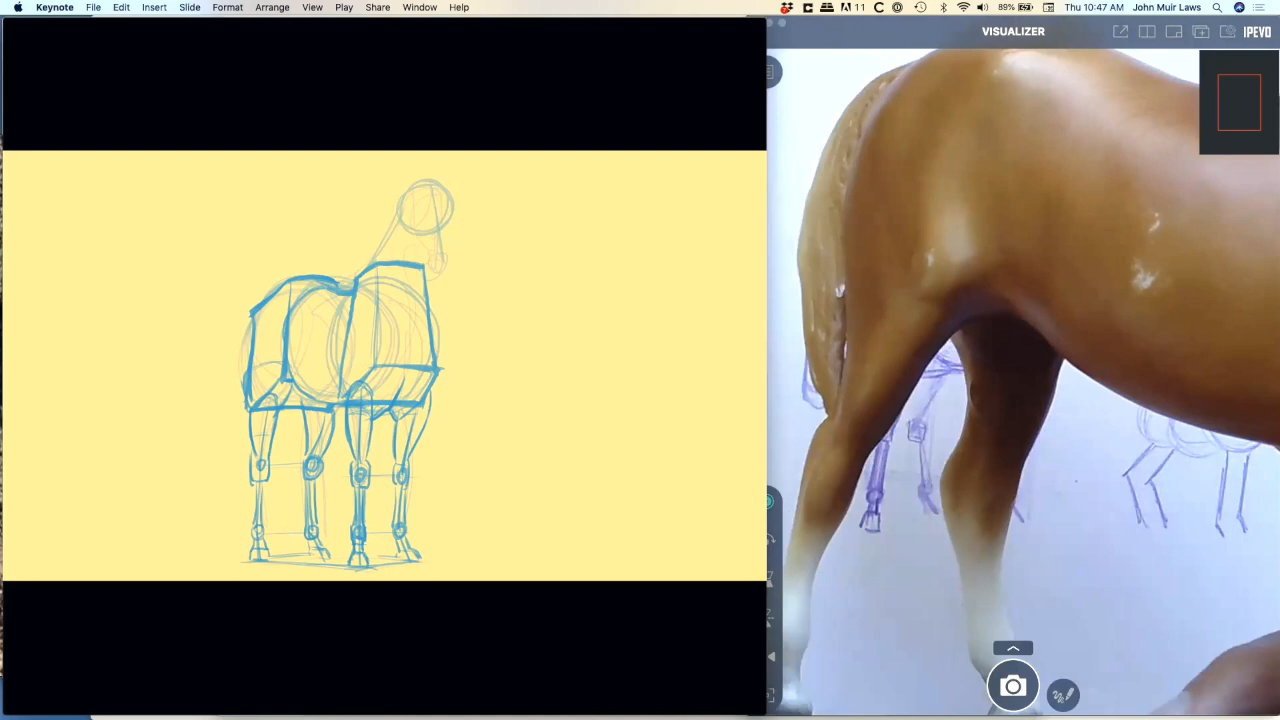 Keynote File Edit Insert Slide Format Arrange View Play Share Window Help 11 89% Thu 10:47 AM John Muir Laws
VISUALIZER IPEVO